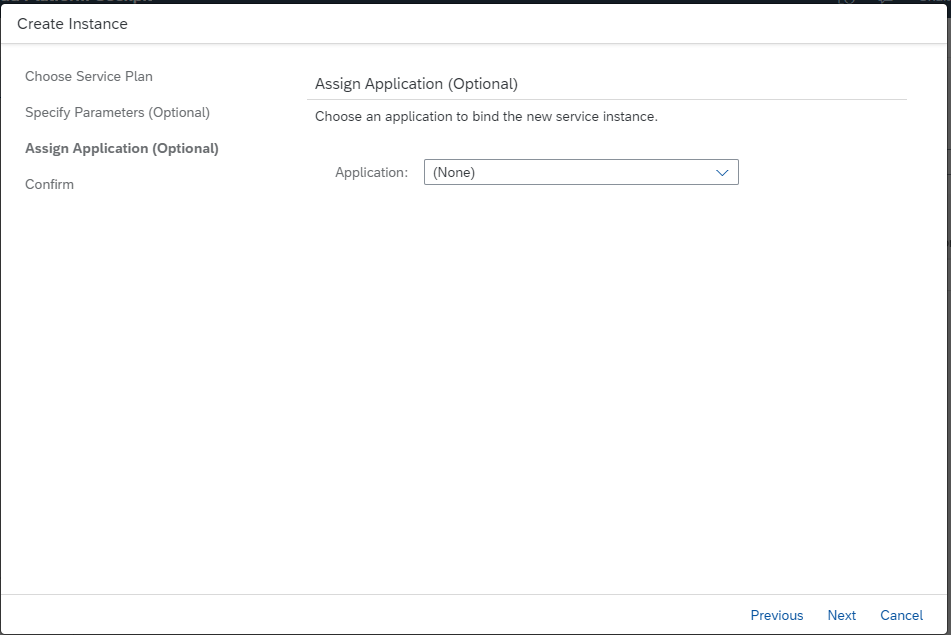 Create Instance
Choose Service Plan
Specify Parameters (Optional)
Assign Application (Optional)
Confirm
Assign Application (Optional)
Choose an application to bind the new service instance.
Application: (None)
Previous Next Cancel